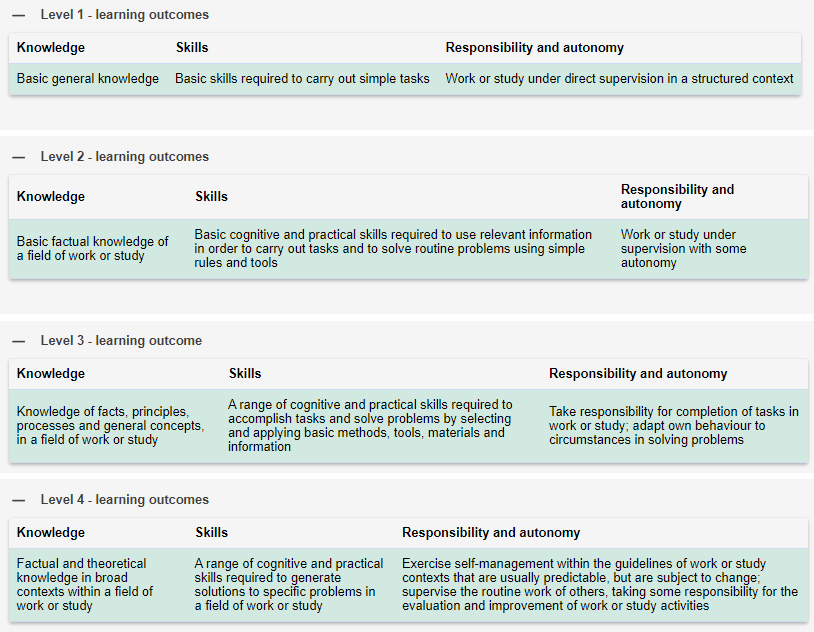 — Level 1 - learning outcomes
Knowledge Skills Responsibility and autonomy
Basic general knowledge Basic skills required to carry out simple tasks Work or study under direct supervision in a structured context
— Level 2 - learning outcomes
Knowledge Skills Responsibility and autonomy
Basic factual knowledge of
a field of work or study
Basic cognitive and practical skills required to use relevant information
in order to carry out tasks and to solve routine problems using simple
rules and tools
Work or study under
supervision with some
autonomy
— Level 3 - learning outcome
Knowledge Skills Responsibility and autonomy
Knowledge of facts, principles,
processes and general concepts,
in a field of work or study
A range of cognitive and practical skills required to
accomplish tasks and solve problems by selecting
and applying basic methods, tools, materials and
information
Take responsibility for completion of tasks in
work or study; adapt own behaviour to
circumstances in solving problems
— Level 4 - learning outcomes
Knowledge Skills Responsibility and autonomy
Factual and theoretical
knowledge in broad
contexts within a field of
work or study
A range of cognitive and practical
skills required to generate
solutions to specific problems in
a field of work or study
Exercise self-management within the guidelines of work or study
contexts that are usually predictable, but are subject to change;
supervise the routine work of others, taking some responsibility for the
evaluation and improvement of work or study activities